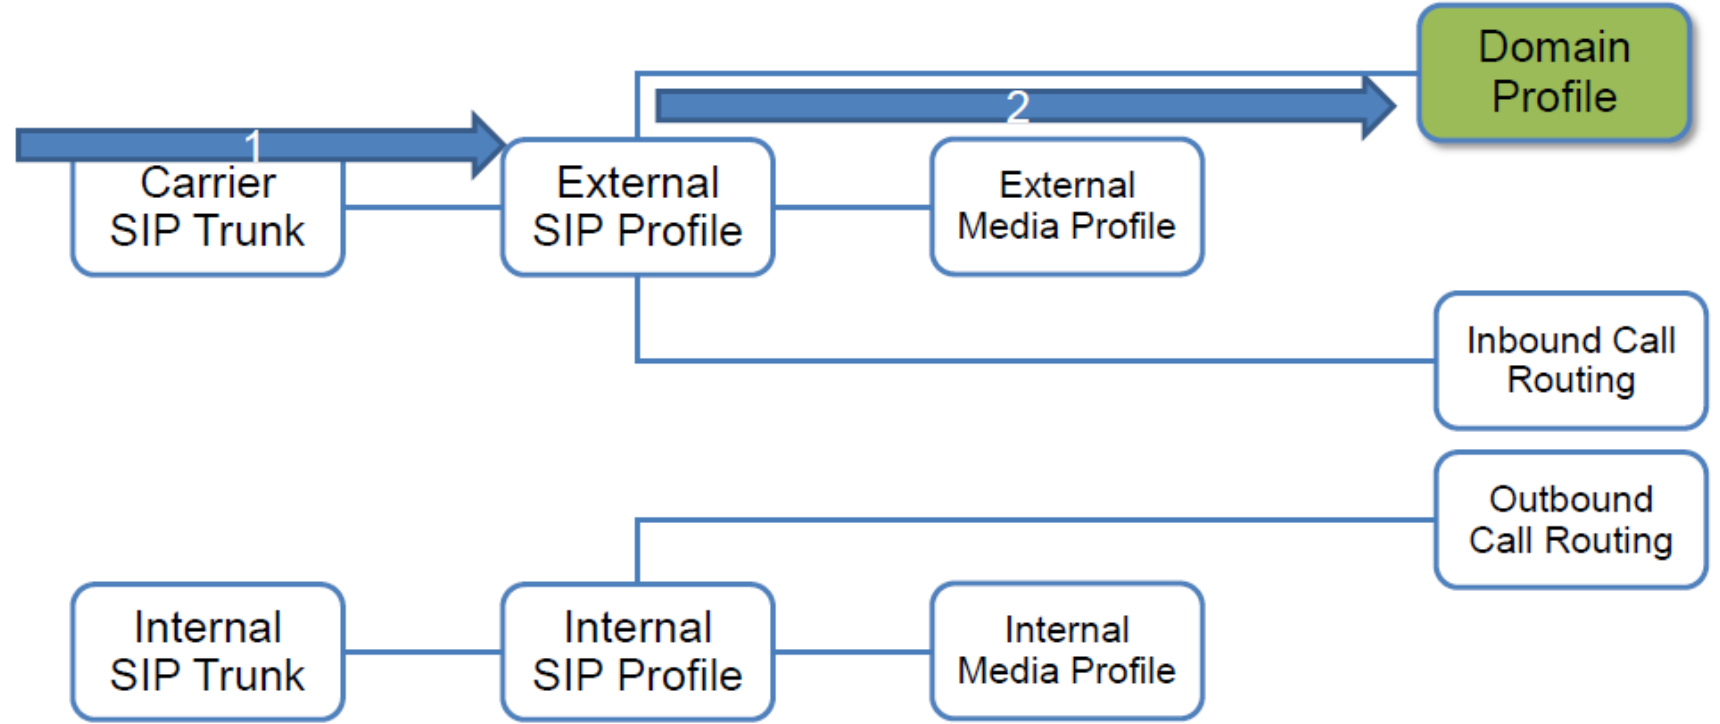 Domain
Profile
2
1
Carrier
SIP Trunk
External
SIP Profile
External
Media Profile
Inbound Call
Routing
Outbound
Call Routing
Internal
SIP Trunk
Internal
SIP Profile
Internal
Media Profile